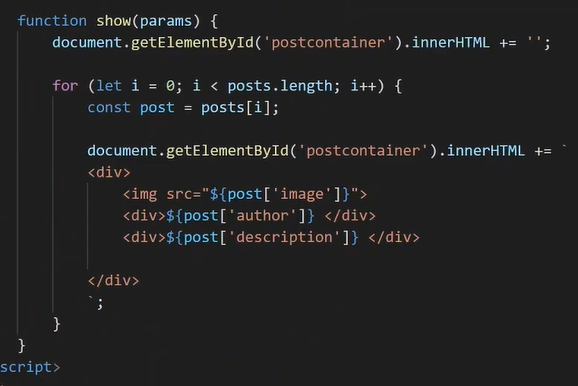 function show(params) {
    document.getElementById('postcontainer').innerHTML += '';
    for (let i = 0; i < posts.length; i++) {
        const post = posts[i];
        document.getElementById('postcontainer').innerHTML += `
        <div>
            <img src="${post['image']}">
            <div>${post['author']} </div>
            <div>${post['description']} </div>
        </div>
        `;
    }
}
script>